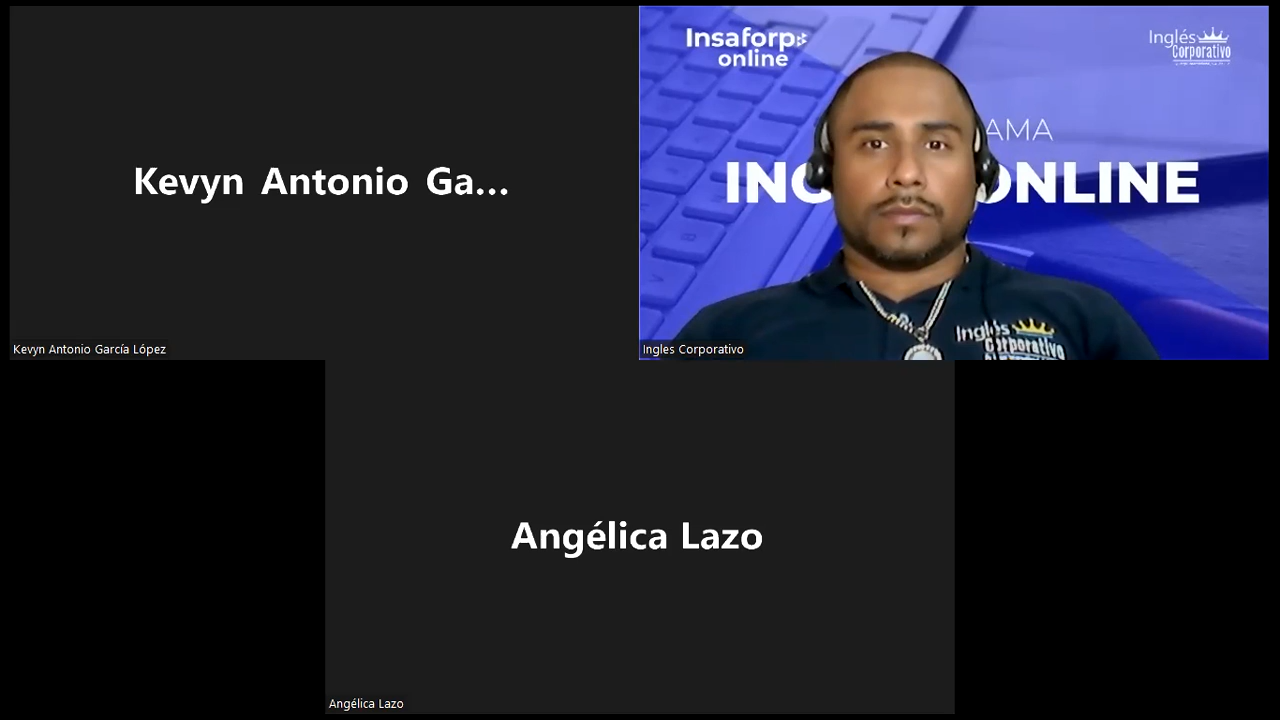 Kevyn Antonio Ga...
Kevyn Antonio García López
Insaforp
online
Inglés
Corporativo
AMA
ONLINE
Inglés
Corporativo
Ingles Corporativo
Angélica Lazo
Angélica Lazo